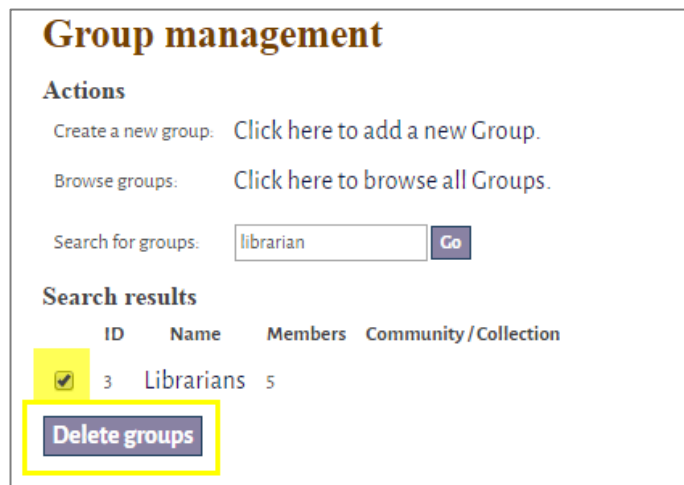 Group management
Actions
Create a new group: Click here to add a new Group.
Browse groups: Click here to browse all Groups.
Search for groups: librarian Go
Search results
ID Name Members Community / Collection
3 Librarians 5
Delete groups